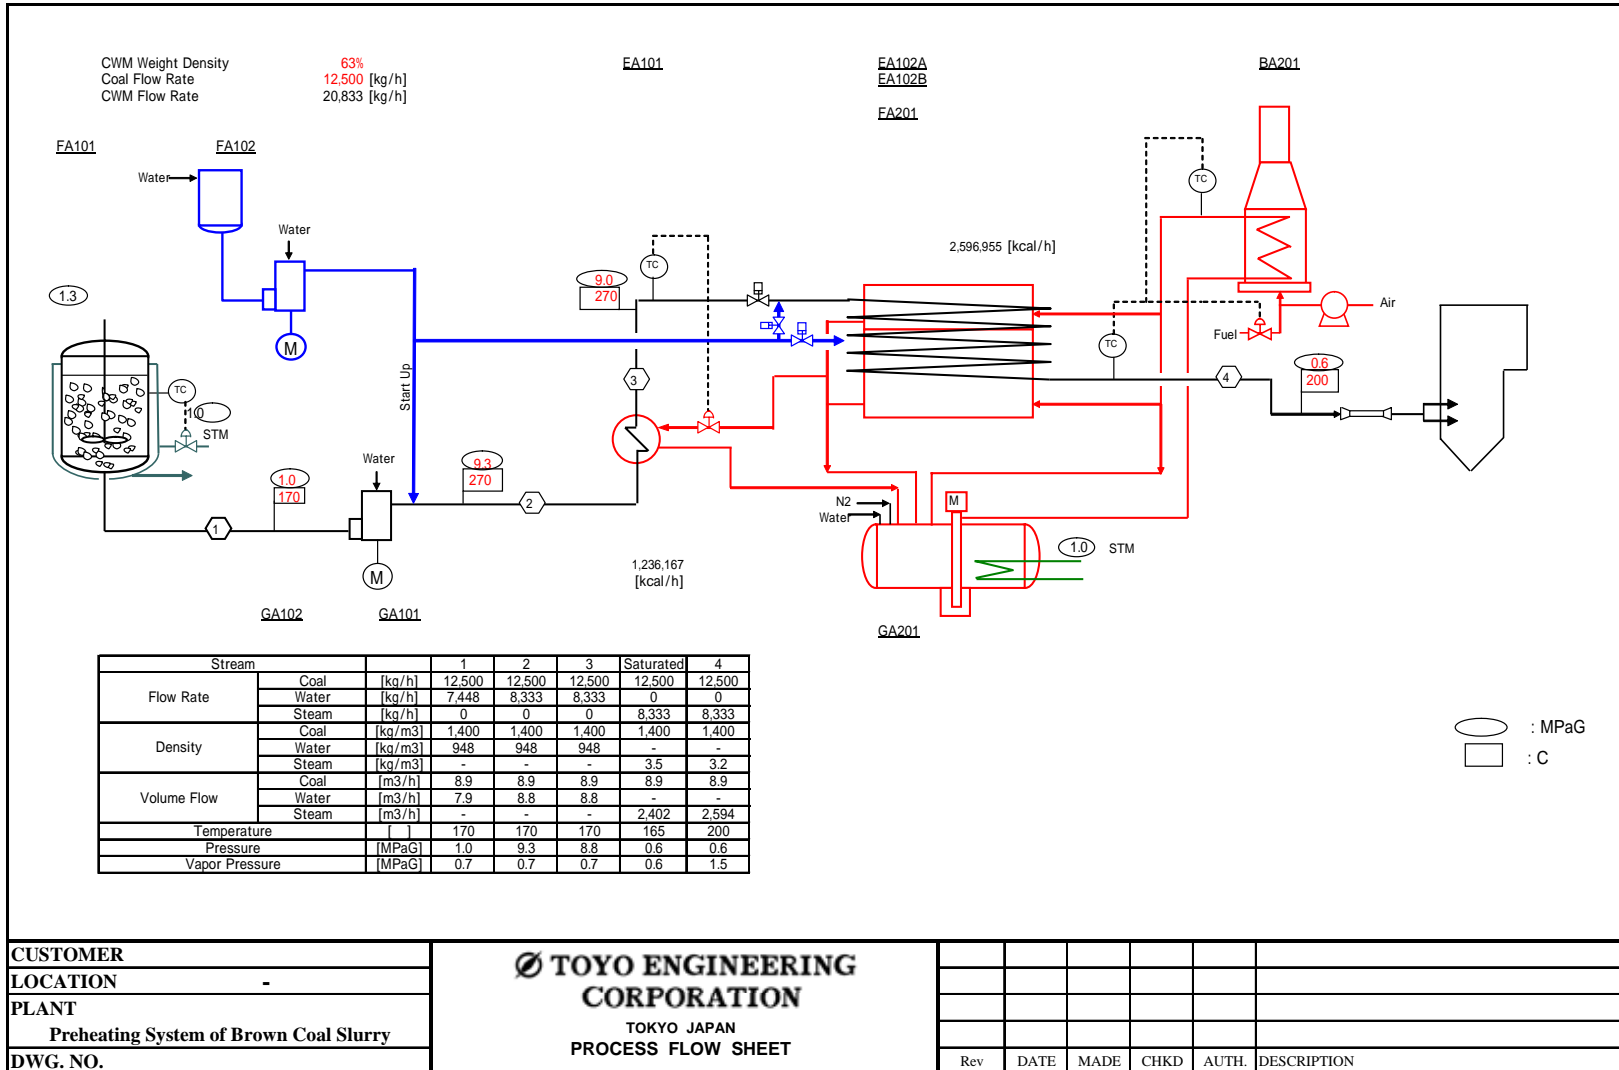 CWM Weight Density 63%
Coal Flow Rate 12,500 [kg/h]
CWM Flow Rate 20,833 [kg/h]
EA101
EA102A
EA102B
FA201
BA201
FA101
FA102
Water
Water
TC
TC
2,596,955 [kcal/h]
9.0
270
1.3
Air
Fuel
M
TC
0.6
200
Start Up
3
4
TC
1.0
STM
Water
9.3
270
1.0
170
N2
Water
M
1
2
1.0 STM
M
1,236,167
[kcal/h]
GA102
GA101
GA201
Stream 1 2 3 Saturated 4
Flow Rate Coal [kg/h] 12,500 12,500 12,500 12,500 12,500
Water [kg/h] 7,448 8,333 8,333 0 0
Steam [kg/h] 0 0 0 8,333 8,333
Density Coal [kg/m3] 1,400 1,400 1,400 1,400 1,400
Water [kg/m3] 948 948 948 - -
Steam [kg/m3] - - - 3.5 3.2
Volume Flow Coal [m3/h] 8.9 8.9 8.9 8.9 8.9
Water [m3/h] 7.9 8.8 8.8 - -
Steam [m3/h] - - - 2,402 2,594
Temperature [ ] 170 170 170 165 200
Pressure [MPaG] 1.0 9.3 8.8 0.6 0.6
Vapor Pressure [MPaG] 0.7 0.7 0.7 0.6 1.5
: MPaG
: C
CUSTOMER
LOCATION -
PLANT
Preheating System of Brown Coal Slurry
DWG. NO.
TOYO ENGINEERING
CORPORATION
TOKYO JAPAN
PROCESS FLOW SHEET
Rev DATE MADE CHKD AUTH. DESCRIPTION